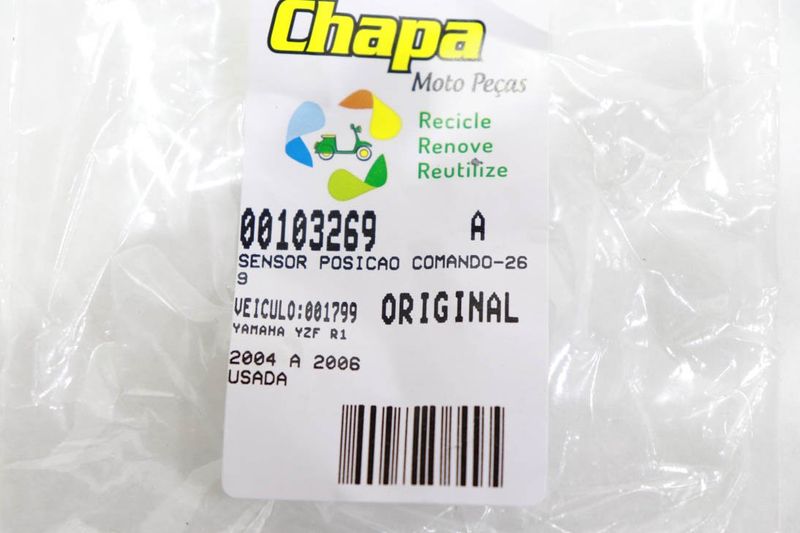 Chapa
Moto Peças
Recicle
Renove
Reutilize
00103269 A
SENSOR POSICAO COMANDO-26
9
VEICULO:001799 ORIGINAL
YAMAHA YZF R1
2004 A 2006
USADA